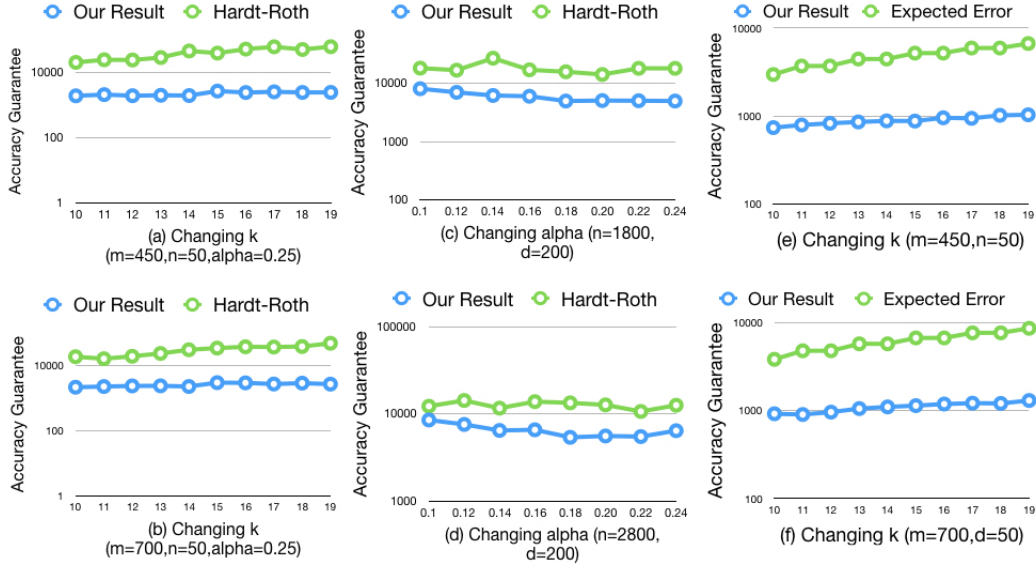 Our Result Hardt-Roth
Accuracy Guarantee
10000
100
1
10 11 12 13 14 15 16 17 18 19
(a) Changing k
(m=450,n=50,alpha=0.25)
Our Result Hardt-Roth
Accuracy Guarantee
10000
1000
100
0.1 0.12 0.14 0.16 0.18 0.20 0.22 0.24
(c) Changing alpha (n=1800,
d=200)
Our Result Expected Error
Accuracy Guarantee
10000
1000
100
10 11 12 13 14 15 16 17 18 19
(e) Changing k (m=450,n=50)
Our Result Hardt-Roth
Accuracy Guarantee
10000
100
1
10 11 12 13 14 15 16 17 18 19
(b) Changing k
(m=700,n=50,alpha=0.25)
Our Result Hardt-Roth
Accuracy Guarantee
100000
10000
1000
0.1 0.12 0.14 0.16 0.18 0.20 0.22 0.24
(d) Changing alpha (n=2800,
d=200)
Our Result Expected Error
Accuracy Guarantee
10000
1000
100
10 11 12 13 14 15 16 17 18 19
(f) Changing k (m=700,d=50)